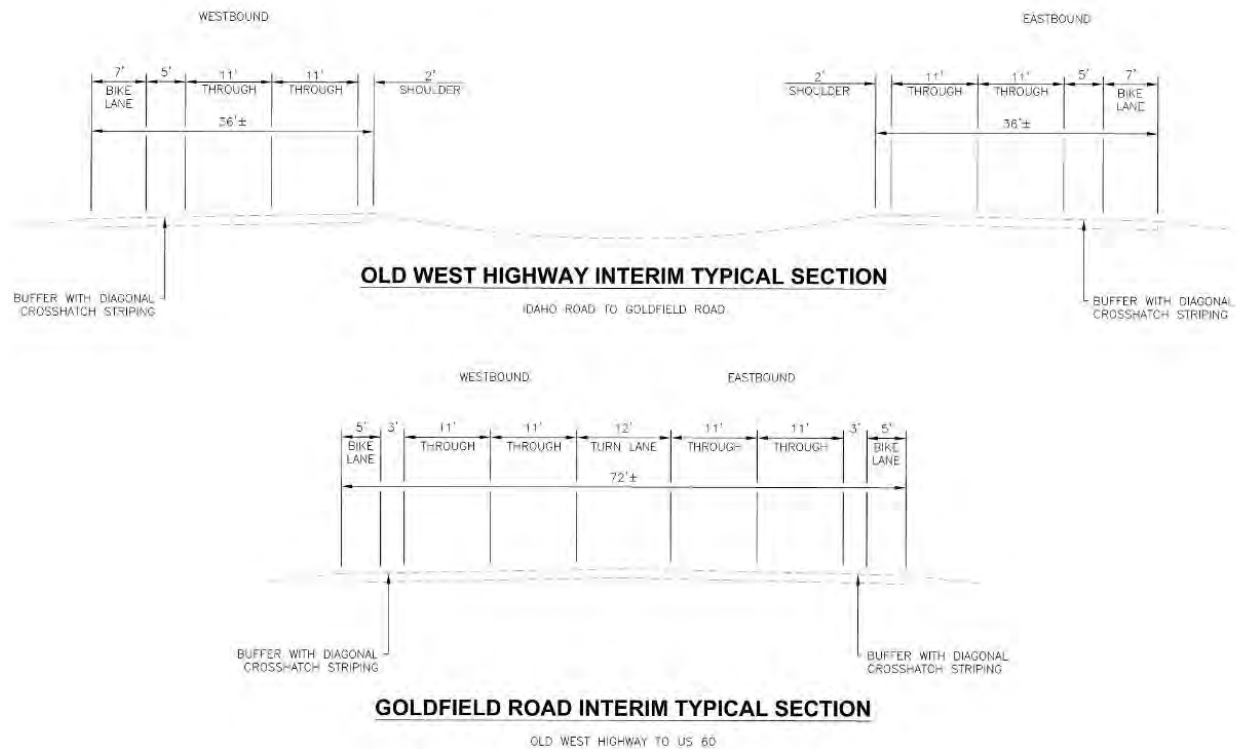 WESTBOUND
EASTBOUND
7' 5' 11' 11' 2'
BIKE LANE THROUGH THROUGH SHOULDER
36'±
2' 11' 11' 5' 7'
SHOULDER THROUGH THROUGH BIKE LANE
36'±
BUFFER WITH DIAGONAL
CROSSHATCH STRIPING
BUFFER WITH DIAGONAL
CROSSHATCH STRIPING
OLD WEST HIGHWAY INTERIM TYPICAL SECTION
IDAHO ROAD TO GOLDFIELD ROAD
WESTBOUND
EASTBOUND
5' 3' 11' 11' 12' 11' 11' 3' 5'
BIKE LANE THROUGH THROUGH TURN LANE THROUGH THROUGH BIKE LANE
72'±
BUFFER WITH DIAGONAL
CROSSHATCH STRIPING
BUFFER WITH DIAGONAL
CROSSHATCH STRIPING
GOLDFIELD ROAD INTERIM TYPICAL SECTION
OLD WEST HIGHWAY TO US 60